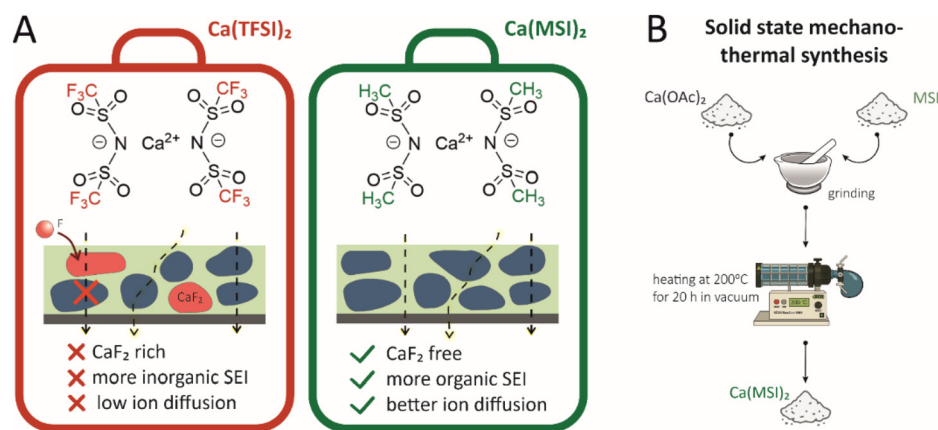 A
Ca(TFSI)₂
F₃C
CF₃
O
O
O
O
S
S
⊖ N Ca²⁺ N ⊖
S
S
O
O
O
O
F₃C
CF₃
F
CaF₂
CaF₂ rich
more inorganic SEI
low ion diffusion
Ca(MSI)₂
H₃C
CH₃
O
O
O
O
S
S
⊖ N Ca²⁺ N ⊖
S
S
O
O
O
O
H₃C
CH₃
CaF₂ free
more organic SEI
better ion diffusion
B
Solid state mechano-
thermal synthesis
Ca(OAc)₂
MSI
grinding
heating at 200°C
for 20 h in vacuum
Ca(MSI)₂